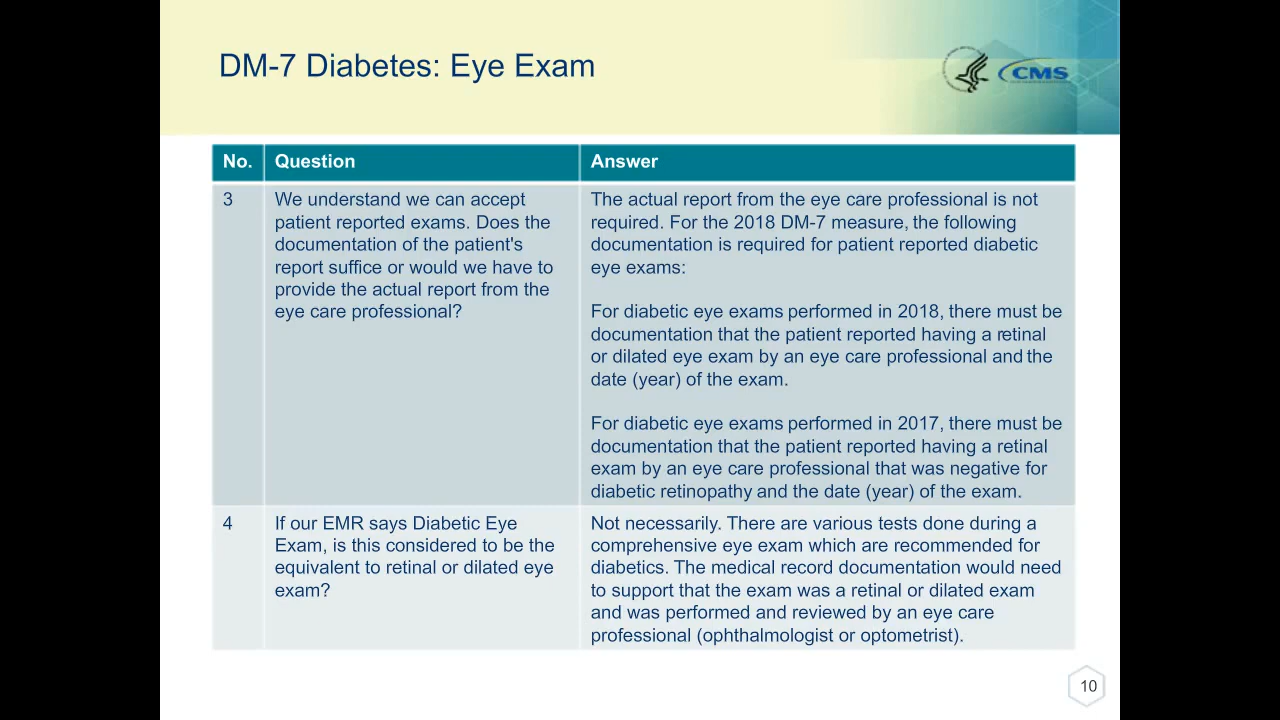 DM-7 Diabetes: Eye Exam
CMS
No. Question Answer
3
We understand we can accept
patient reported exams. Does the
documentation of the patient's
report suffice or would we have to
provide the actual report from the
eye care professional?
The actual report from the eye care professional is not
required. For the 2018 DM-7 measure, the following
documentation is required for patient reported diabetic
eye exams:
For diabetic eye exams performed in 2018, there must be
documentation that the patient reported having a retinal
or dilated eye exam by an eye care professional and the
date (year) of the exam.
For diabetic eye exams performed in 2017, there must be
documentation that the patient reported having a retinal
exam by an eye care professional that was negative for
diabetic retinopathy and the date (year) of the exam.
4
If our EMR says Diabetic Eye
Exam, is this considered to be the
equivalent to retinal or dilated eye
exam?
Not necessarily. There are various tests done during a
comprehensive eye exam which are recommended for
diabetics. The medical record documentation would need
to support that the exam was a retinal or dilated exam
and was performed and reviewed by an eye care
professional (ophthalmologist or optometrist).
10